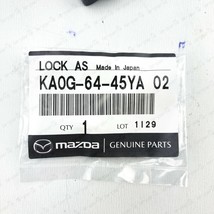 LOCK AS Made In Japan
KA0G-64-45YA 02
QTY 1 LOT 1129
mazda GENUINE PARTS